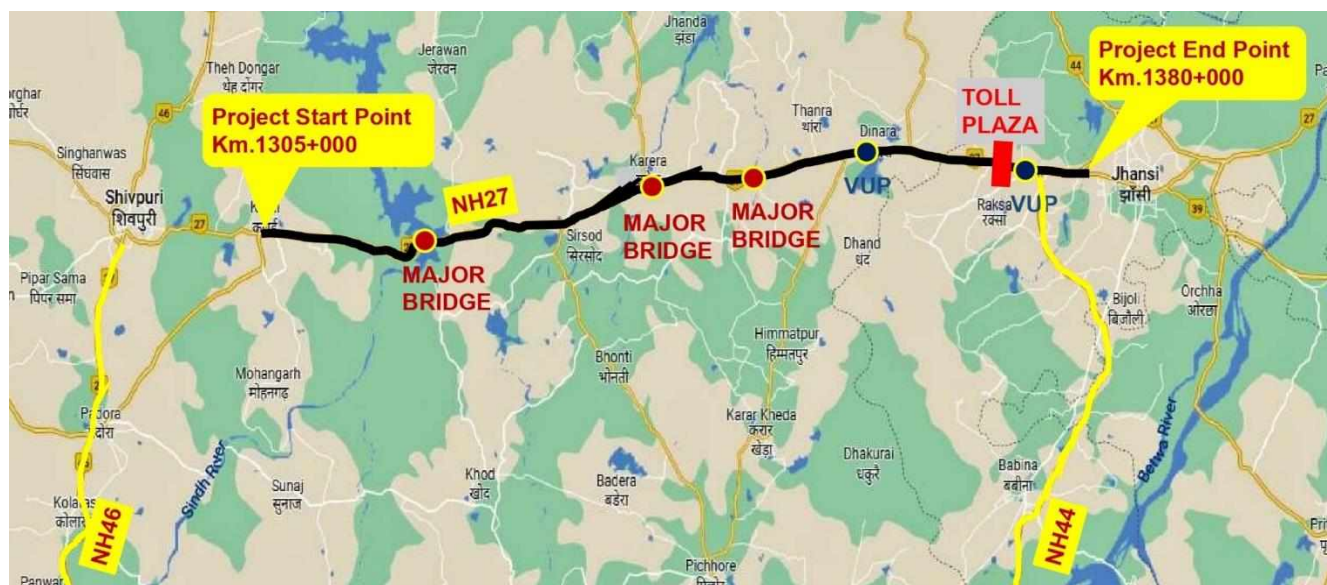 Jhanda
झंडा
Jerawan
जेरवन
44
Project End Point
Km.1380+000
Theh Dongar
थेह दोंगर
46
Project Start Point
Km.1305+000
TOLL
PLAZA
Thanra
थांरा
Dinara
27
Singhanwas
सिंघवास
Karera
Shivpuri
शिवपुरी
27
NH27
VUP
Jhansi
झाँसी
Raksa
रक्सा
VUP
39
MAJOR
BRIDGE
MAJOR
BRIDGE
Sirsod
सिरसोद
MAJOR
BRIDGE
Dhand
धंद
Pipar Sama
पिपर समा
Orchha
ओरछा
Bijoli
बिज़ौली
Himmatpur
हिम्मतपुर
Bhonti
भोनती
Mohangarh
मोहनगढ़
Sindh River
Betwa River
Karar Kheda
करार
खेड़ा
Dhakurai
धकुरै
Babina
बबीना
Khod
खोद
Badera
बडेरा
Sunaj
सुनाज
NH46
NH44
Pichhore